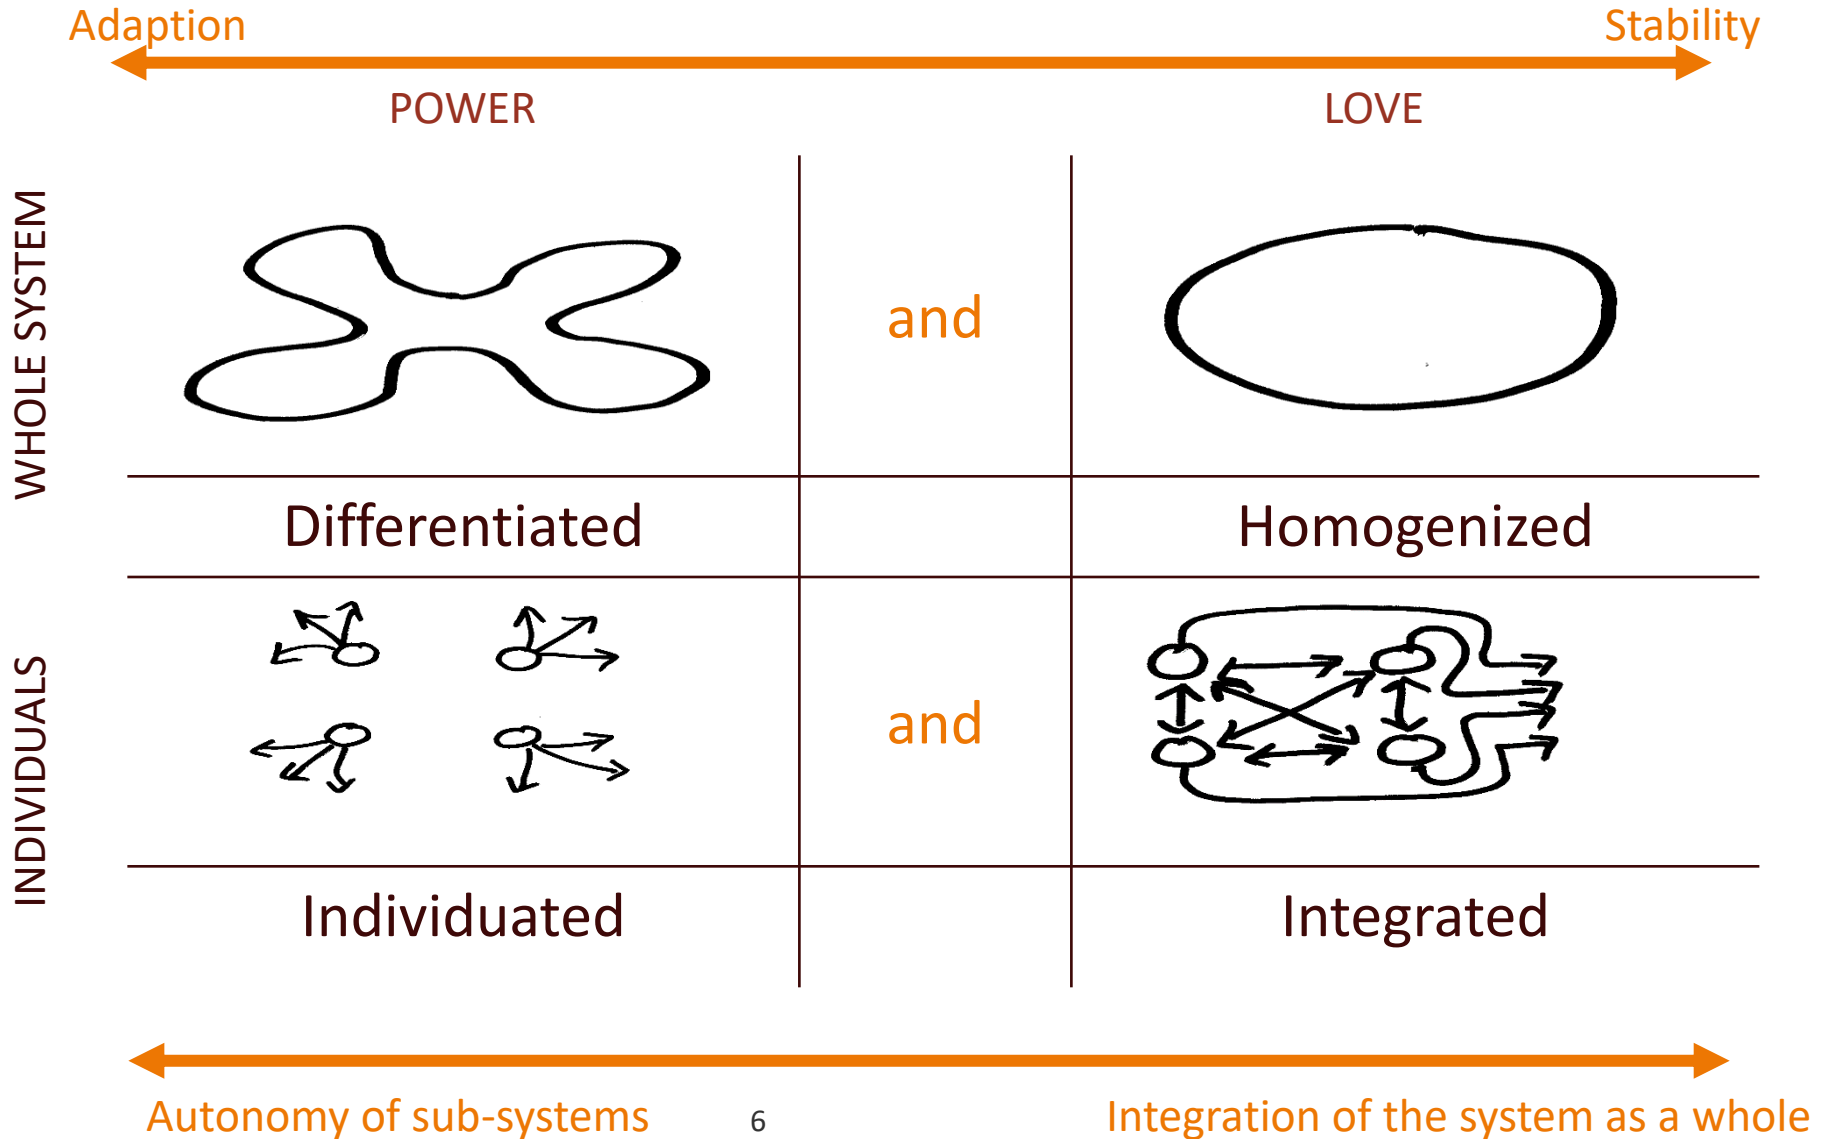 Adaption
Stability
POWER
LOVE
WHOLE SYSTEM
and
Differentiated
Homogenized
INDIVIDUALS
and
Individuated
Integrated
Autonomy of sub-systems
6
Integration of the system as a whole